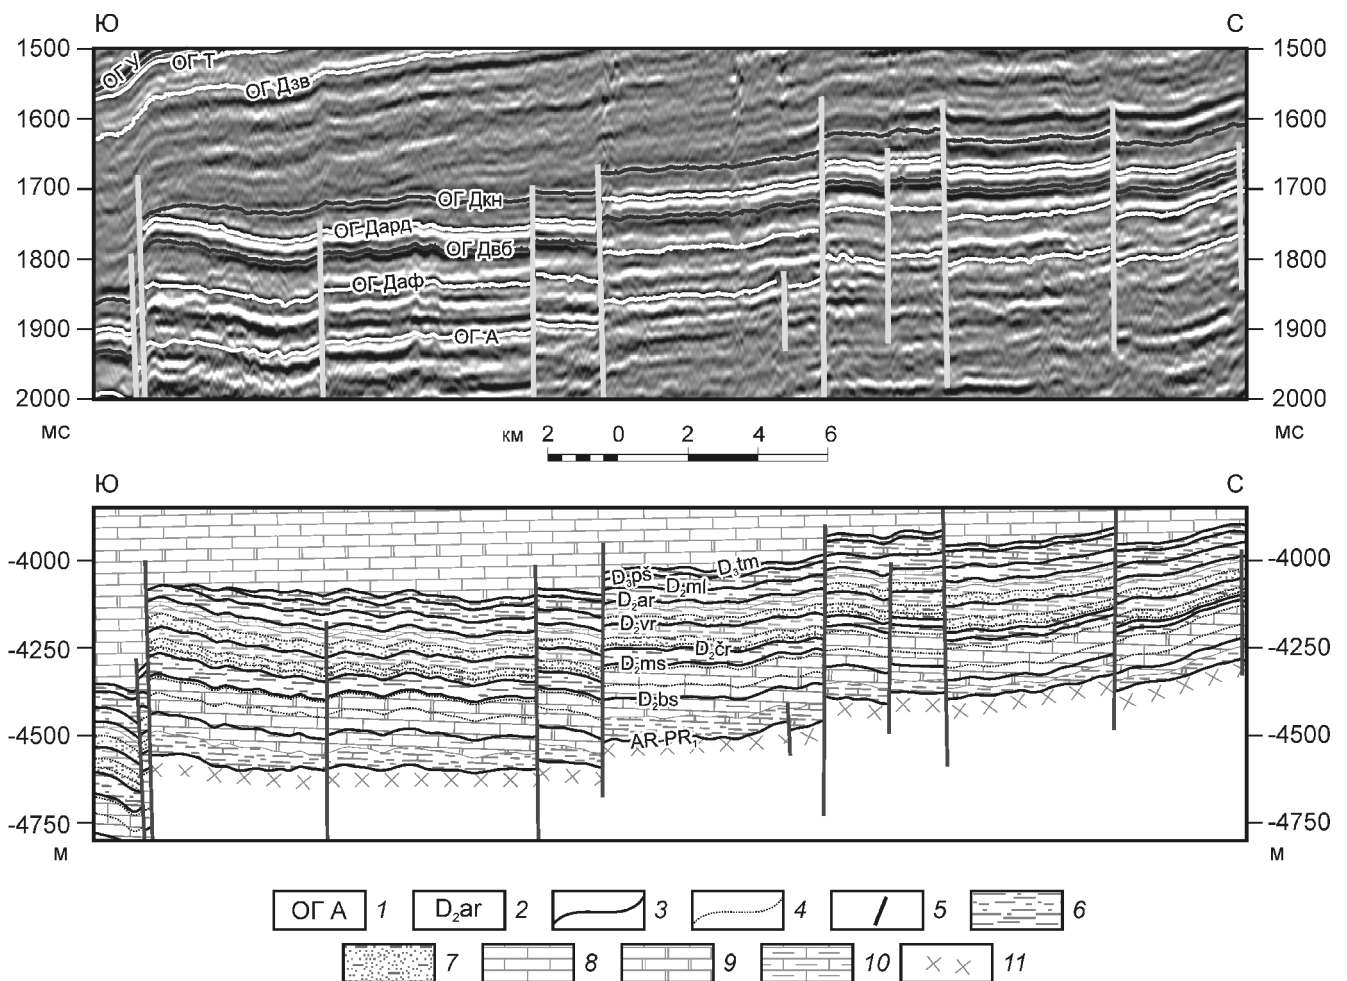 Ю С
1500 1500
ОГ У ОГ Т
ОГ Дзв
1600 1600
1700 1700
ОГ Дкн
ОГ Дард
ОГ Двб
1800 1800
ОГ Даф
1900 1900
ОГ А
2000 2000
мс мс
км 2 0 2 4 6
Ю С
-4000 -4000
D₃tm
D₃pš
D₂ml
D₂ar
D₂vr
-4250 -4250
D₂čr
D₂ms
D₂bs
-4500 -4500
AR-PR₁
-4750 -4750
м м
ОГ А 1 D₂ar 2 3 4 5 6
7 8 9 10 11